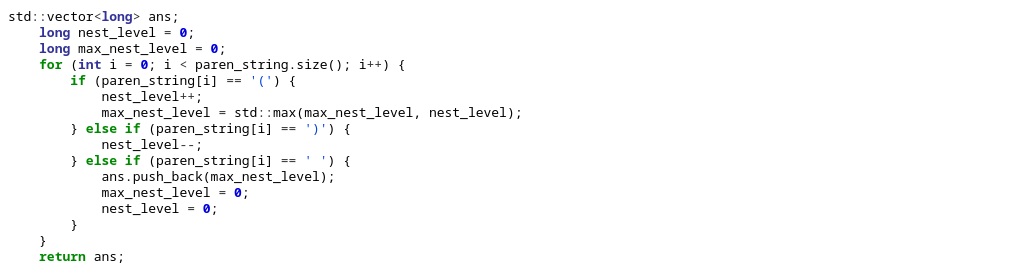 std::vector<long> ans;
    long nest_level = 0;
    long max_nest_level = 0;
    for (int i = 0; i < paren_string.size(); i++) {
        if (paren_string[i] == '(') {
            nest_level++;
            max_nest_level = std::max(max_nest_level, nest_level);
        } else if (paren_string[i] == ')') {
            nest_level--;
        } else if (paren_string[i] == ' ') {
            ans.push_back(max_nest_level);
            max_nest_level = 0;
            nest_level = 0;
        }
    }
    return ans;